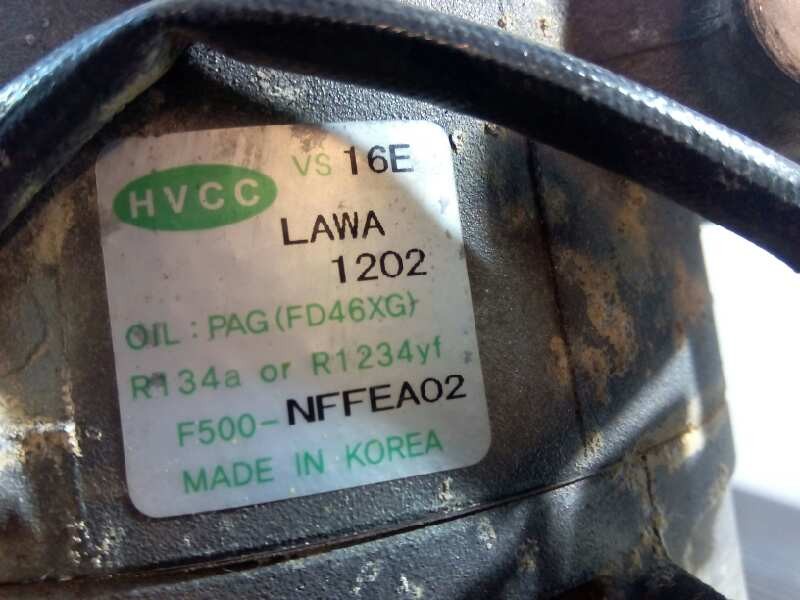 HVCC VS 16E
LAWA
1202
OIL : PAG (FD46XG)
R134a or R1234yf
F500-NFFEA02
MADE IN KOREA